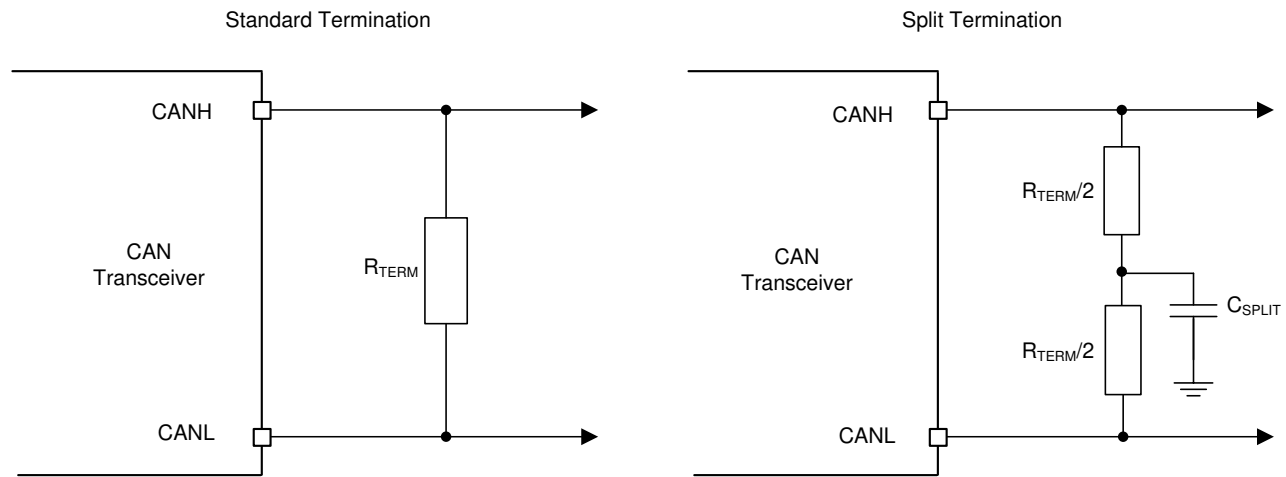 Standard Termination
CANH
CAN
Transceiver
RTERM
CANL
Split Termination
CANH
RTERM/2
CAN
Transceiver
CSPLIT
RTERM/2
CANL